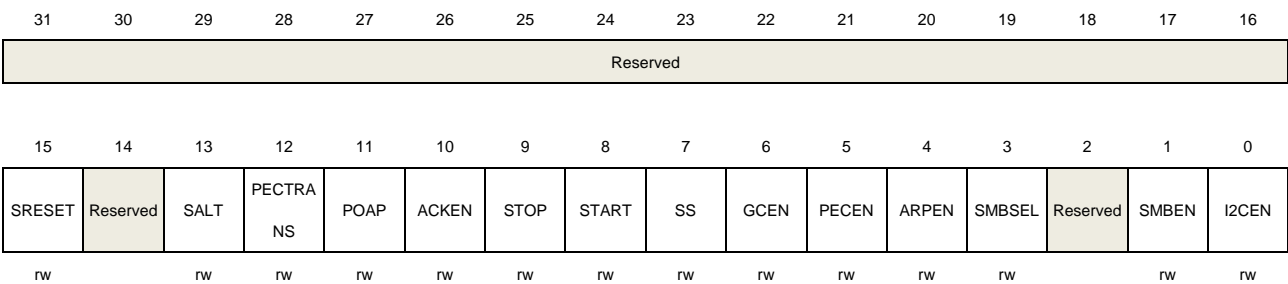 31 30 29 28 27 26 25 24 23 22 21 20 19 18 17 16
Reserved
15 14 13 12 11 10 9 8 7 6 5 4 3 2 1 0
SRESET Reserved SALT PECTRA NS POAP ACKEN STOP START SS GCEN PECEN ARPEN SMBSEL Reserved SMBEN I2CEN
rw rw rw rw rw rw rw rw rw rw rw rw rw rw